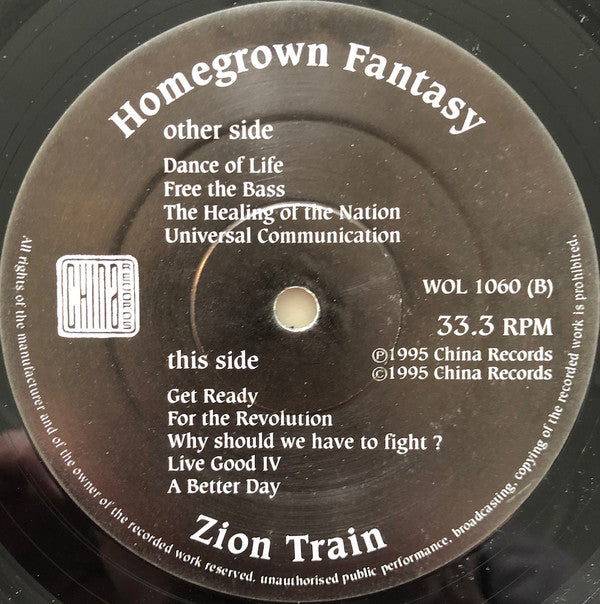 Homegrown Fantasy
other side
Dance of Life
Free the Bass
The Healing of the Nation
Universal Communication
CHINA
RECORDS
WOL 1060 (B)
33.3 RPM
℗1995 China Records
©1995 China Records
this side
Get Ready
For the Revolution
Why should we have to fight ?
Live Good IV
A Better Day
Zion Train
All rights of the manufacturer and of the owner of the recorded work reserved, unauthorised public performance, broadcasting, copying of the recorded work is prohibited.